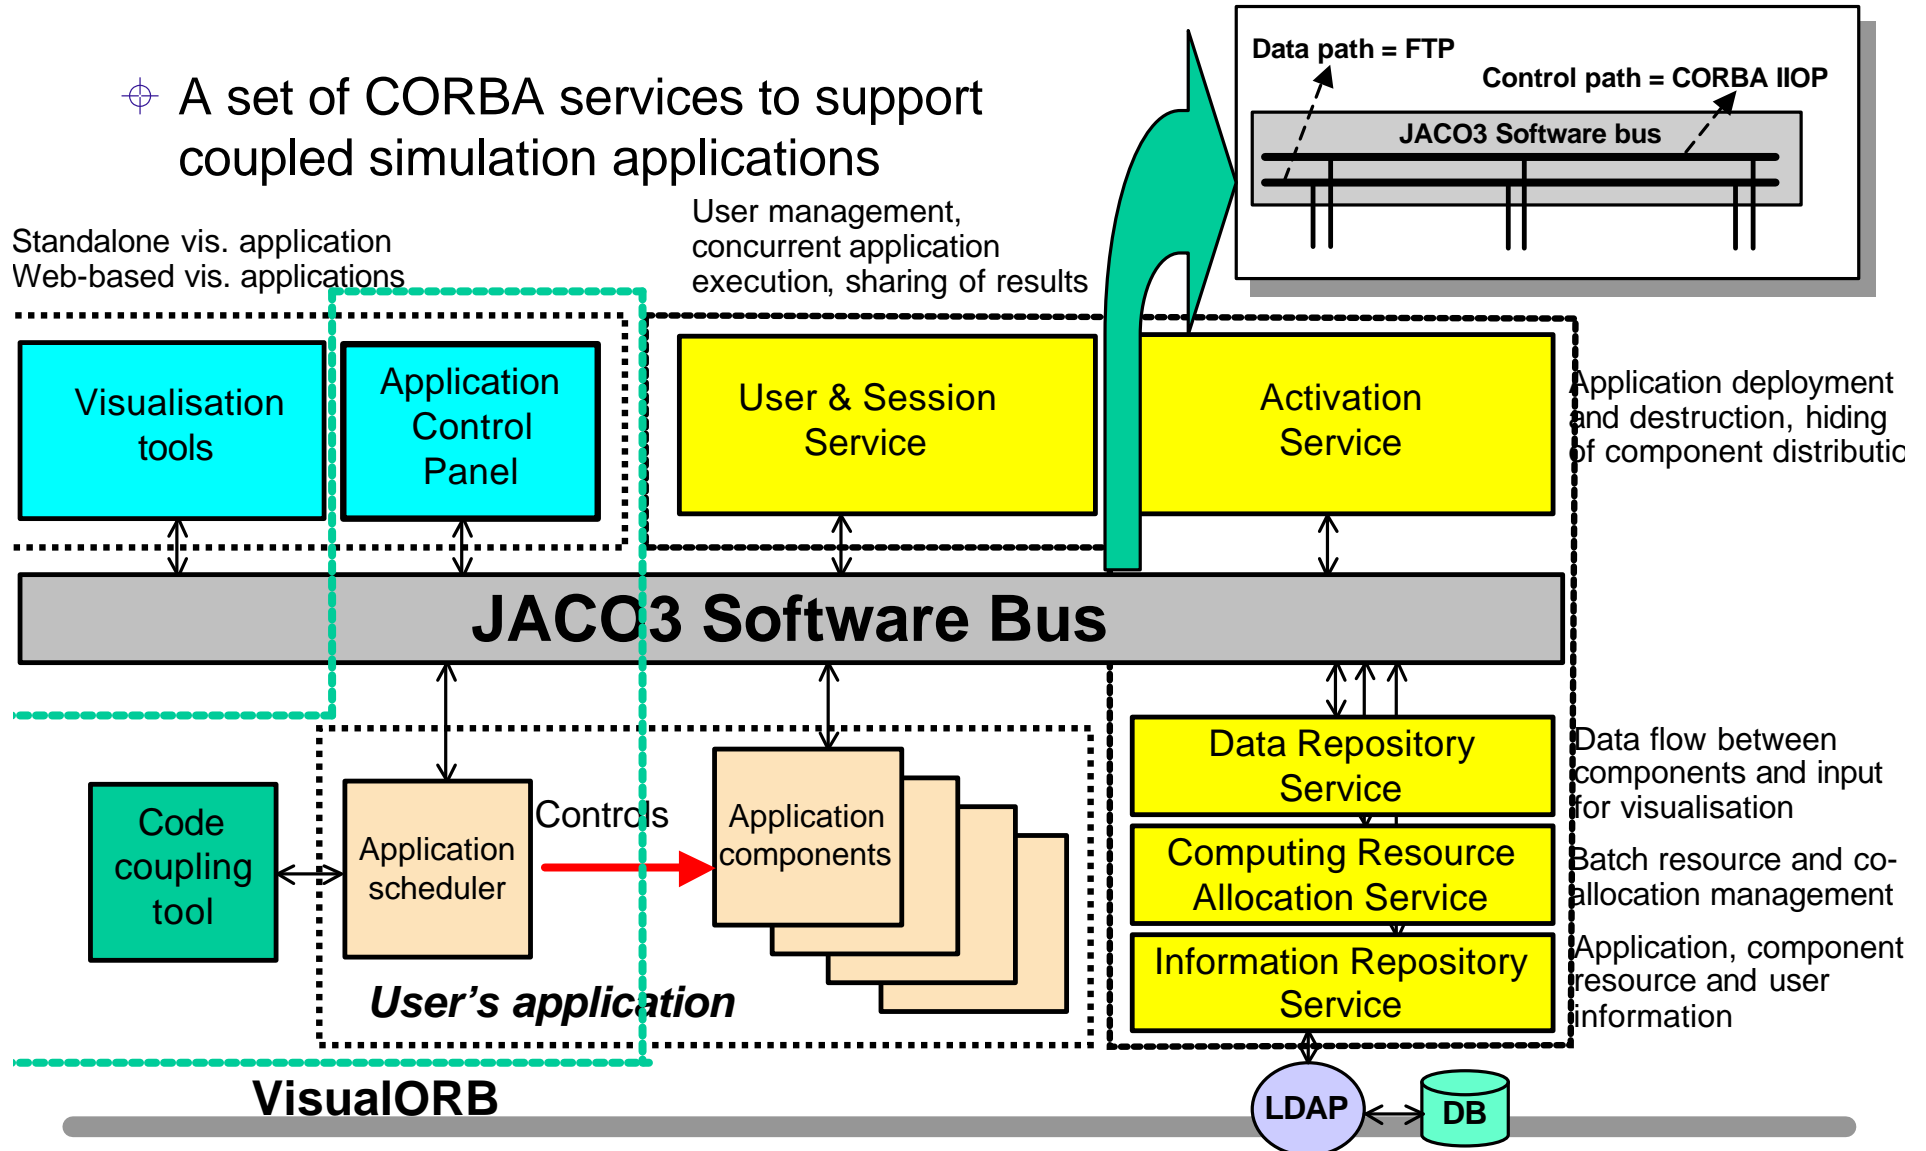 A set of CORBA services to support
coupled simulation applications
Data path = FTP
Control path = CORBA IIOP
JACO3 Software bus
Standalone vis. application
Web-based vis. applications
User management,
concurrent application
execution, sharing of results
Visualisation
tools
Application
Control
Panel
User & Session
Service
Activation
Service
Application deployment
and destruction, hiding
of component distributio
JACO3 Software Bus
Code
coupling
tool
Application
scheduler
Controls
Application
components
User's application
Data Repository
Service
Computing Resource
Allocation Service
Information Repository
Service
Data flow between
components and input
for visualisation
Batch resource and co-
allocation management
Application, component
resource and user
information
VisualORB
LDAP
DB